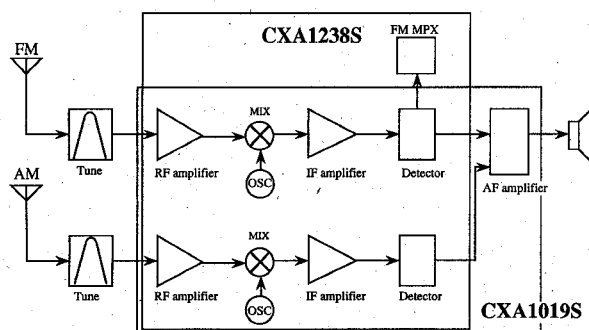 CXA1238S
FM MPX
FM
MIX
Tune
RF amplifier
IF amplifier
Detector
AF amplifier
OSC
AM
MIX
Tune
RF amplifier
IF amplifier
Detector
OSC
CXA1019S